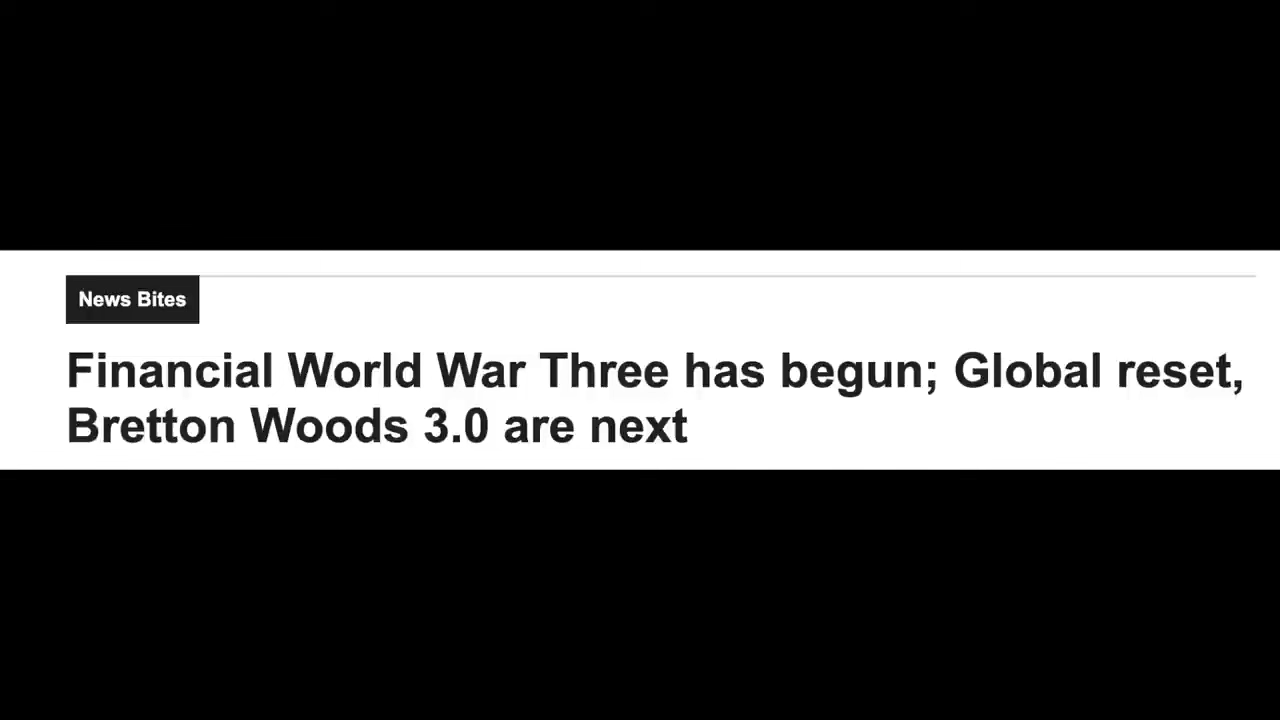 News Bites
Financial World War Three has begun; Global reset,
Bretton Woods 3.0 are next